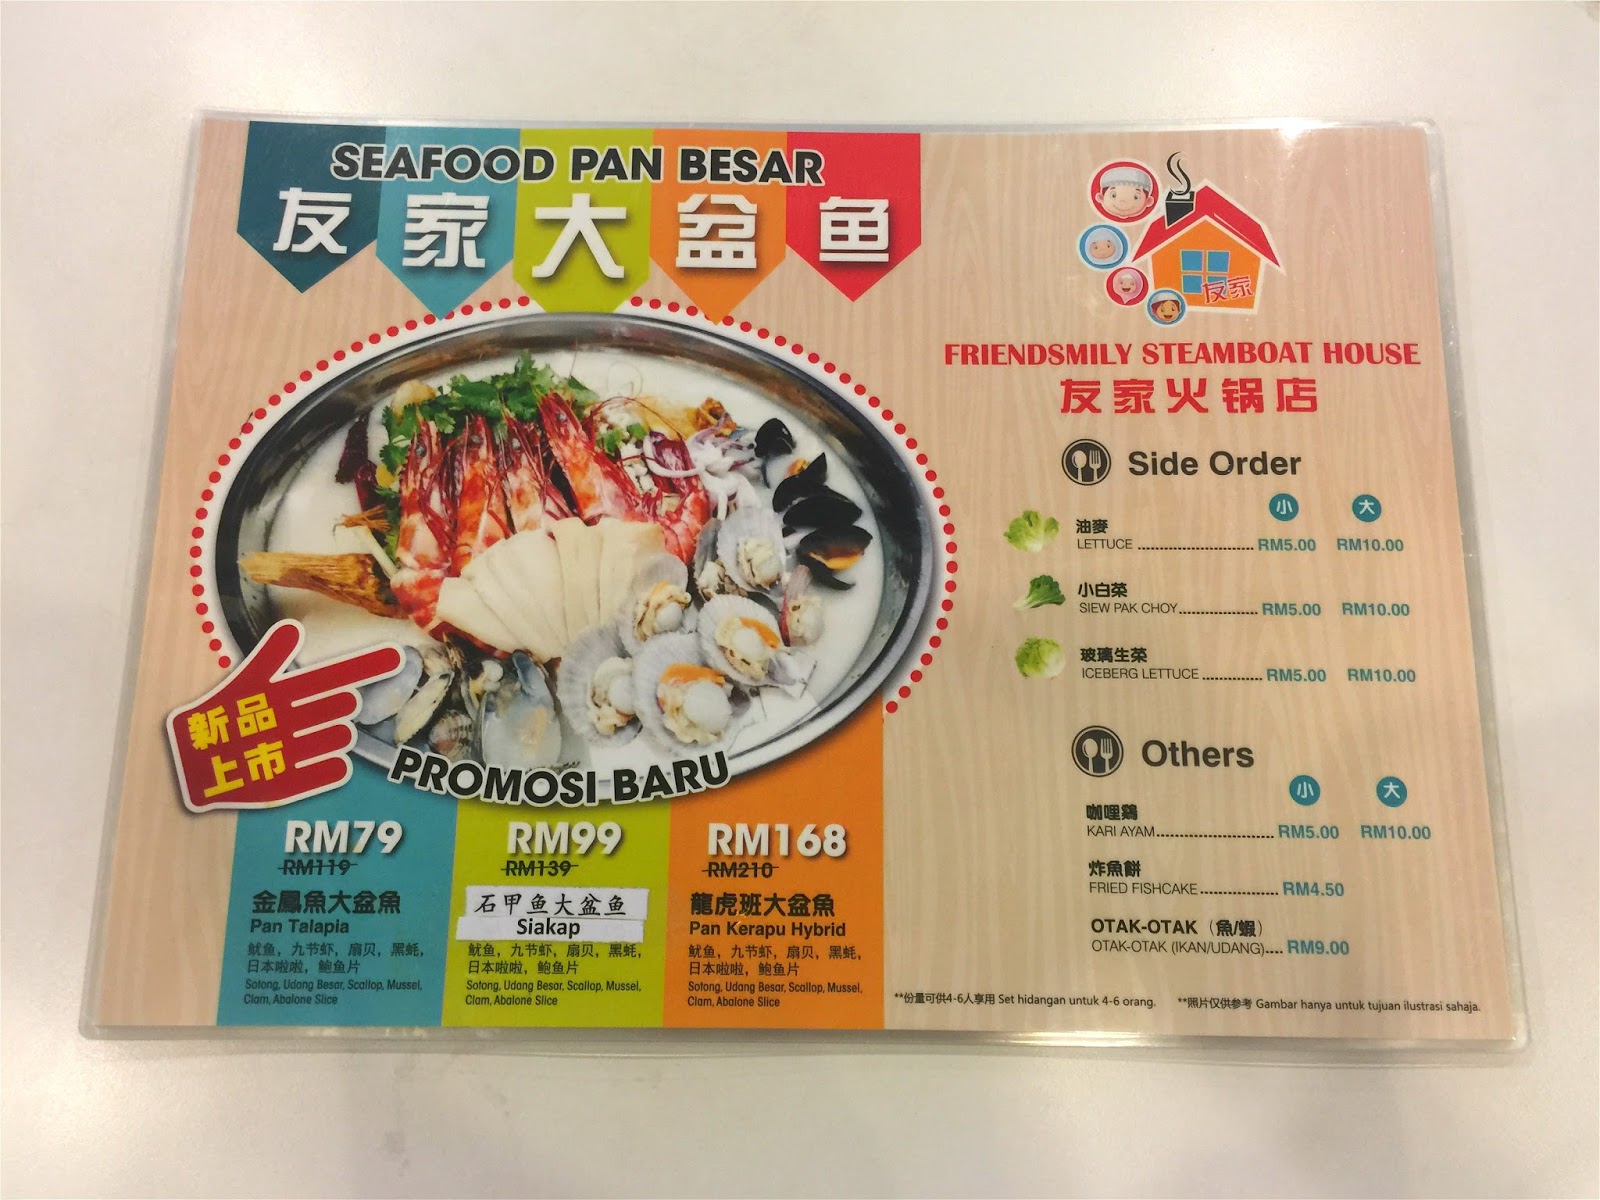 SEAFOOD PAN BESAR
友家大盆鱼
新品
上市
PROMOSI BARU
RM79
RM119
金鳳魚大盆魚
Pan Talapia
鱿鱼，九节虾，扇贝，黑蚝，
日本啦啦，鲍鱼片
Sotong, Udang Besar, Scallop, Mussel,
Clam, Abalone Slice
RM99
RM139
石甲鱼大盆鱼
Siakap
鱿鱼，九节虾，扇贝，黑蚝，
日本啦啦，鲍鱼片
Sotong, Udang Besar, Scallop, Mussel,
Clam, Abalone Slice
RM168
RM210
龍虎班大盆魚
Pan Kerapu Hybrid
鱿鱼，九节虾，扇贝，黑蚝，
日本啦啦，鲍鱼片
Sotong, Udang Besar, Scallop, Mussel,
Clam, Abalone Slice
友家
FRIENDSMILY STEAMBOAT HOUSE
友家火锅店
Side Order
小 大
油麥
LETTUCE RM5.00 RM10.00
小白菜
SIEW PAK CHOY RM5.00 RM10.00
玻璃生菜
ICEBERG LETTUCE RM5.00 RM10.00
Others
小 大
咖哩鷄
KARI AYAM RM5.00 RM10.00
炸魚餅
FRIED FISHCAKE RM4.50
OTAK-OTAK（魚/蝦）
OTAK-OTAK (IKAN/UDANG) RM9.00
**份量可供4-6人享用 Set hidangan untuk 4-6 orang. **照片仅供参考 Gambar hanya untuk tujuan ilustrasi sahaja.